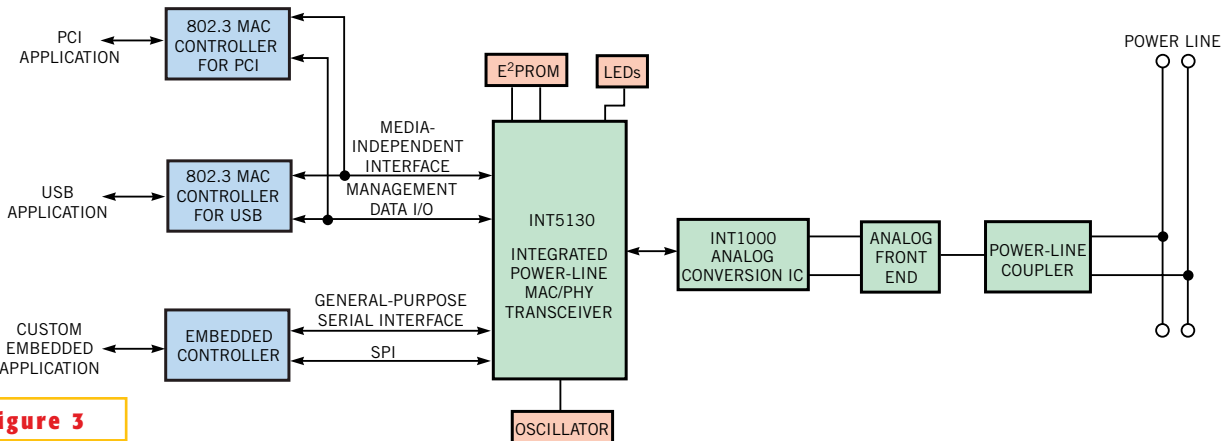 PCI
APPLICATION
802.3 MAC
CONTROLLER
FOR PCI
USB
APPLICATION
802.3 MAC
CONTROLLER
FOR USB
CUSTOM
EMBEDDED
APPLICATION
EMBEDDED
CONTROLLER
MEDIA-
INDEPENDENT
INTERFACE
MANAGEMENT
DATA I/O
GENERAL-PURPOSE
SERIAL INTERFACE
SPI
E²PROM
LEDs
INT5130
INTEGRATED
POWER-LINE
MAC/PHY
TRANSCEIVER
OSCILLATOR
INT1000
ANALOG
CONVERSION IC
ANALOG
FRONT
END
POWER-LINE
COUPLER
POWER LINE
igure 3